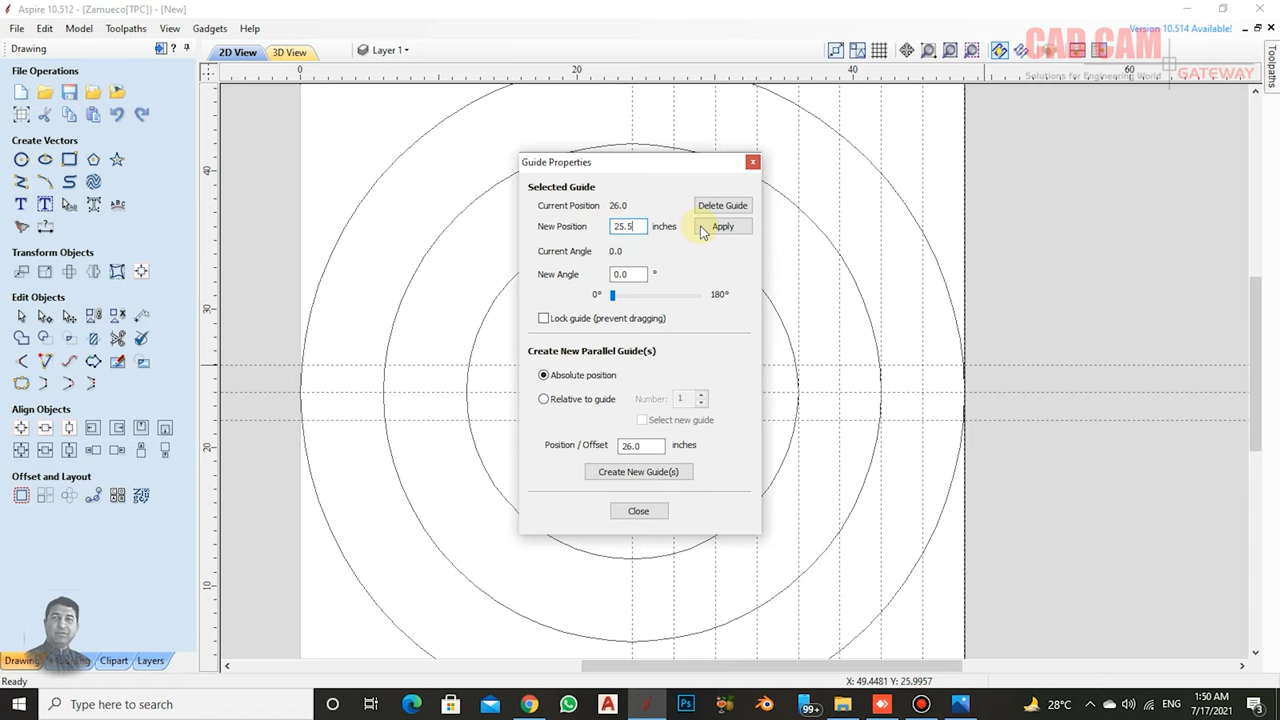 Aspire 10.512 - [Zamueco[TPC] - [New]
File Edit Model Toolpaths View Gadgets Help
Version 10.514 Available!
CAD CAM
Solutions for Engineering World
GATEWAY
Drawing
2D View 3D View Layer 1
Toolpaths
0 20 40 60
40
30
20
10
File Operations
Create Vectors
Transform Objects
Edit Objects
Align Objects
Offset and Layout
Guide Properties
Selected Guide
Current Position 26.0 Delete Guide
New Position 25.5 inches Apply
Current Angle 0.0
New Angle 0.0 °
0° 180°
Lock guide (prevent dragging)
Create New Parallel Guide(s)
Absolute position
Relative to guide Number: 1
Select new guide
Position / Offset 26.0 inches
Create New Guide(s)
Close
Drawing Clipart Layers
Ready X: 49.4481 Y: 25.9957
Type here to search
99+
28°C
1:50 AM
7/17/2021
3